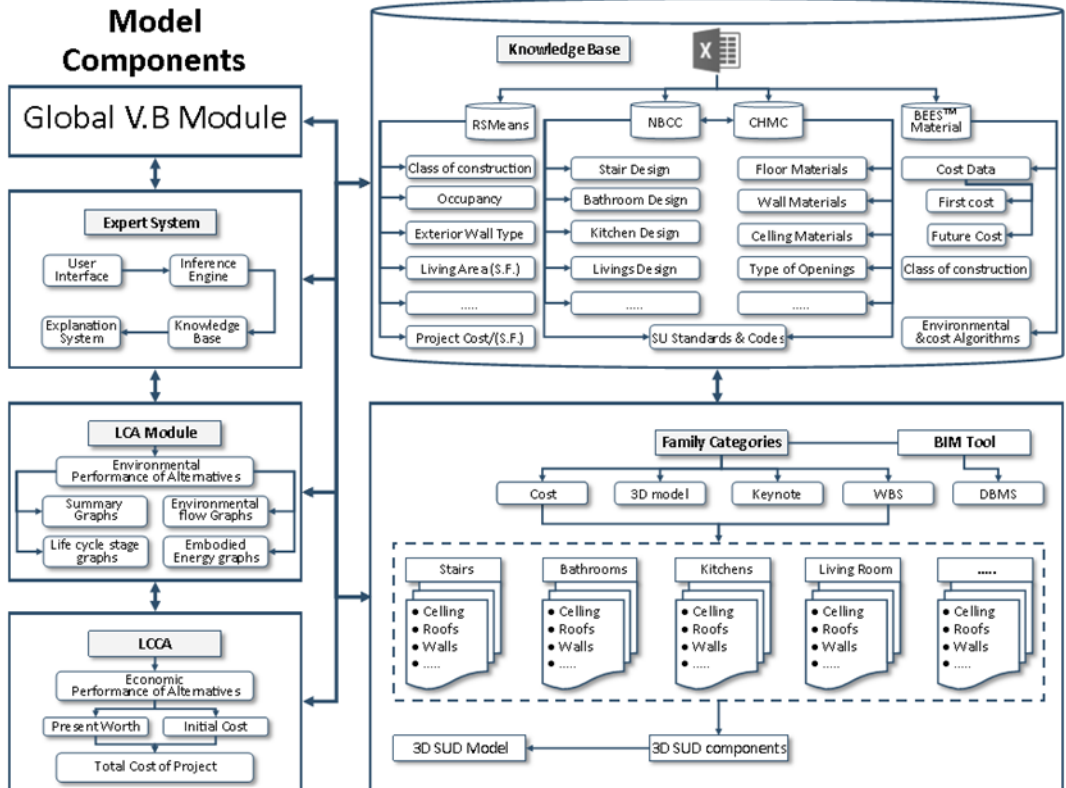 Model
Components
Global V.B Module
Expert System
User
Interface
Inference
Engine
Explanation
System
Knowledge
Base
LCA Module
Environmental
Performance of Alternatives
Summary
Graphs
Environmental
flow Graphs
Life cycle stage
graphs
Embodied
Energy graphs
LCCA
Economic
Performance of Alternatives
Present Worth
Initial Cost
Total Cost of Project
Knowledge Base
X
RSMeans
NBCC
CHMC
BEES™
Material
Class of construction
Occupancy
Exterior Wall Type
Living Area (S.F.)
.....
Project Cost/(S.F.)
Stair Design
Bathroom Design
Kitchen Design
Livings Design
.....
Floor Materials
Wall Materials
Celling Materials
Type of Openings
.....
SU Standards & Codes
Cost Data
First cost
Future Cost
Class of construction
Environmental
&cost Algorithms
Family Categories
BIM Tool
Cost
3D model
Keynote
WBS
DBMS
Stairs
● Celling
● Roofs
● Walls
● .....
Bathrooms
● Celling
● Roofs
● Walls
● .....
Kitchens
● Celling
● Roofs
● Walls
● .....
Living Room
● Celling
● Roofs
● Walls
● .....
.....
● Celling
● Roofs
● Walls
● .....
3D SUD Model
3D SUD components